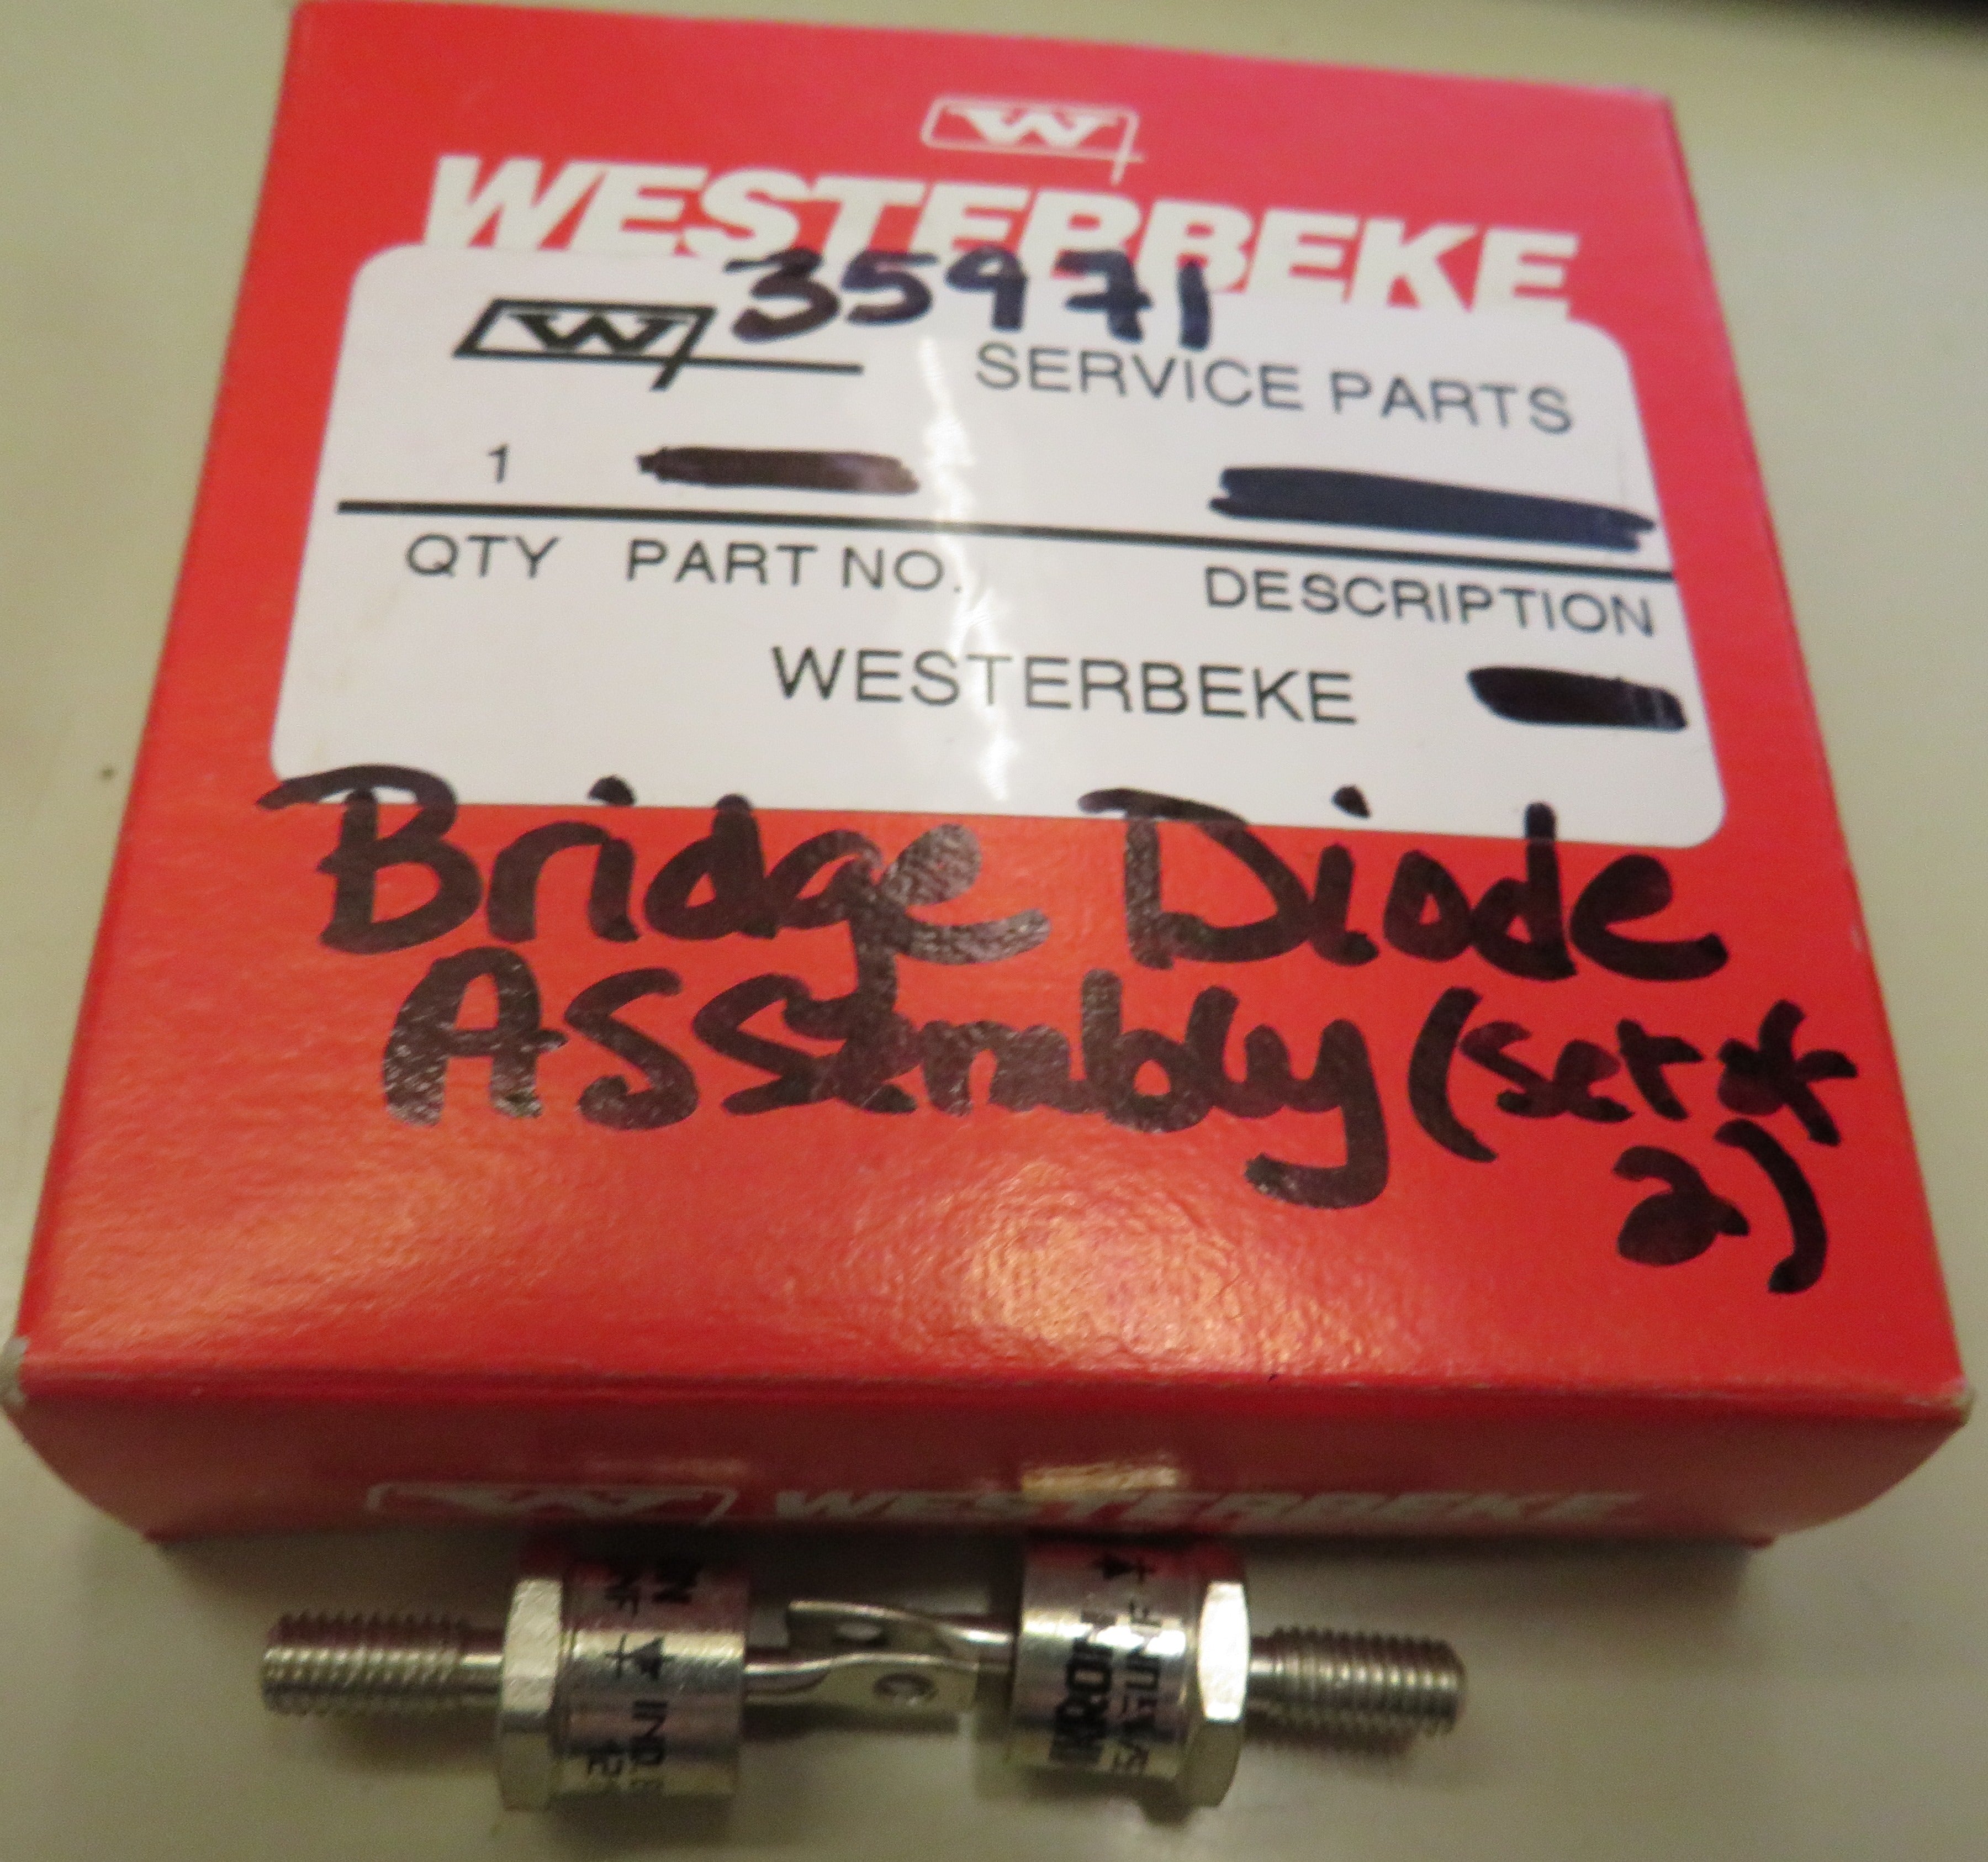 WESTERBEKE
35971
SERVICE PARTS
1
QTY PART NO. DESCRIPTION
WESTERBEKE
Bridge Diode
Assembly (set of
2)
WESTERBEKE